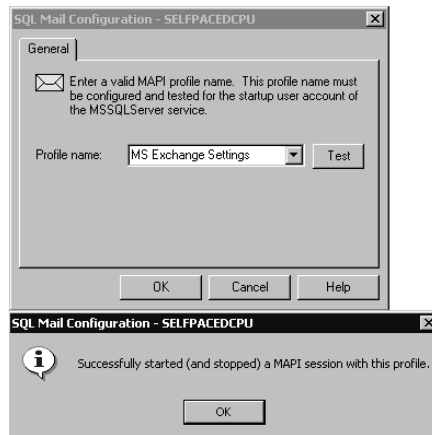 SQL Mail Configuration - SELFPACEDCPU
General
Enter a valid MAPI profile name. This profile name must
be configured and tested for the startup user account of
the MSSQLServer service.
Profile name: MS Exchange Settings Test
OK Cancel Help
SQL Mail Configuration - SELFPACEDCPU
Successfully started (and stopped) a MAPI session with this profile.
OK